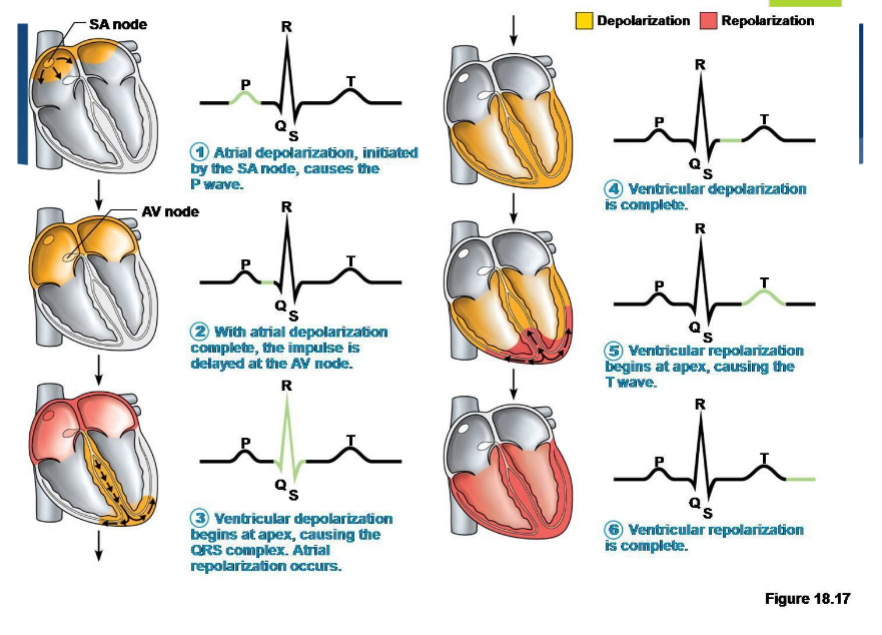 SA node
R
P
T
Q
S
① Atrial depolarization, initiated
by the SA node, causes the
P wave.
AV node
R
P
T
Q
S
② With atrial depolarization
complete, the impulse is
delayed at the AV node.
R
P
T
Q
S
③ Ventricular depolarization
begins at apex, causing the
QRS complex. Atrial
repolarization occurs.
Depolarization Repolarization
R
P
T
Q
S
④ Ventricular depolarization
is complete.
R
P
T
Q
S
⑤ Ventricular repolarization
begins at apex, causing the
T wave.
R
P
T
Q
S
⑥ Ventricular repolarization
is complete.
Figure 18.17